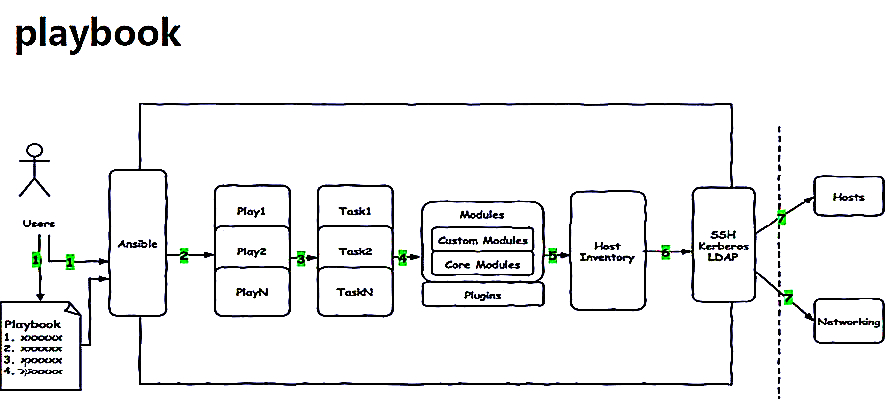 playbook
Users
1
1
Playbook
1. xxxxxx
2. xxxxxx
3. xxxxxx
4. xxxxxx
Ansible
2
Play1
Play2
PlayN
3
Task1
Task2
TaskN
4
Modules
Custom Modules
Core Modules
Plugins
5
Host
Inventory
6
SSH
Kerberos
LDAP
7
7
Hosts
Networking